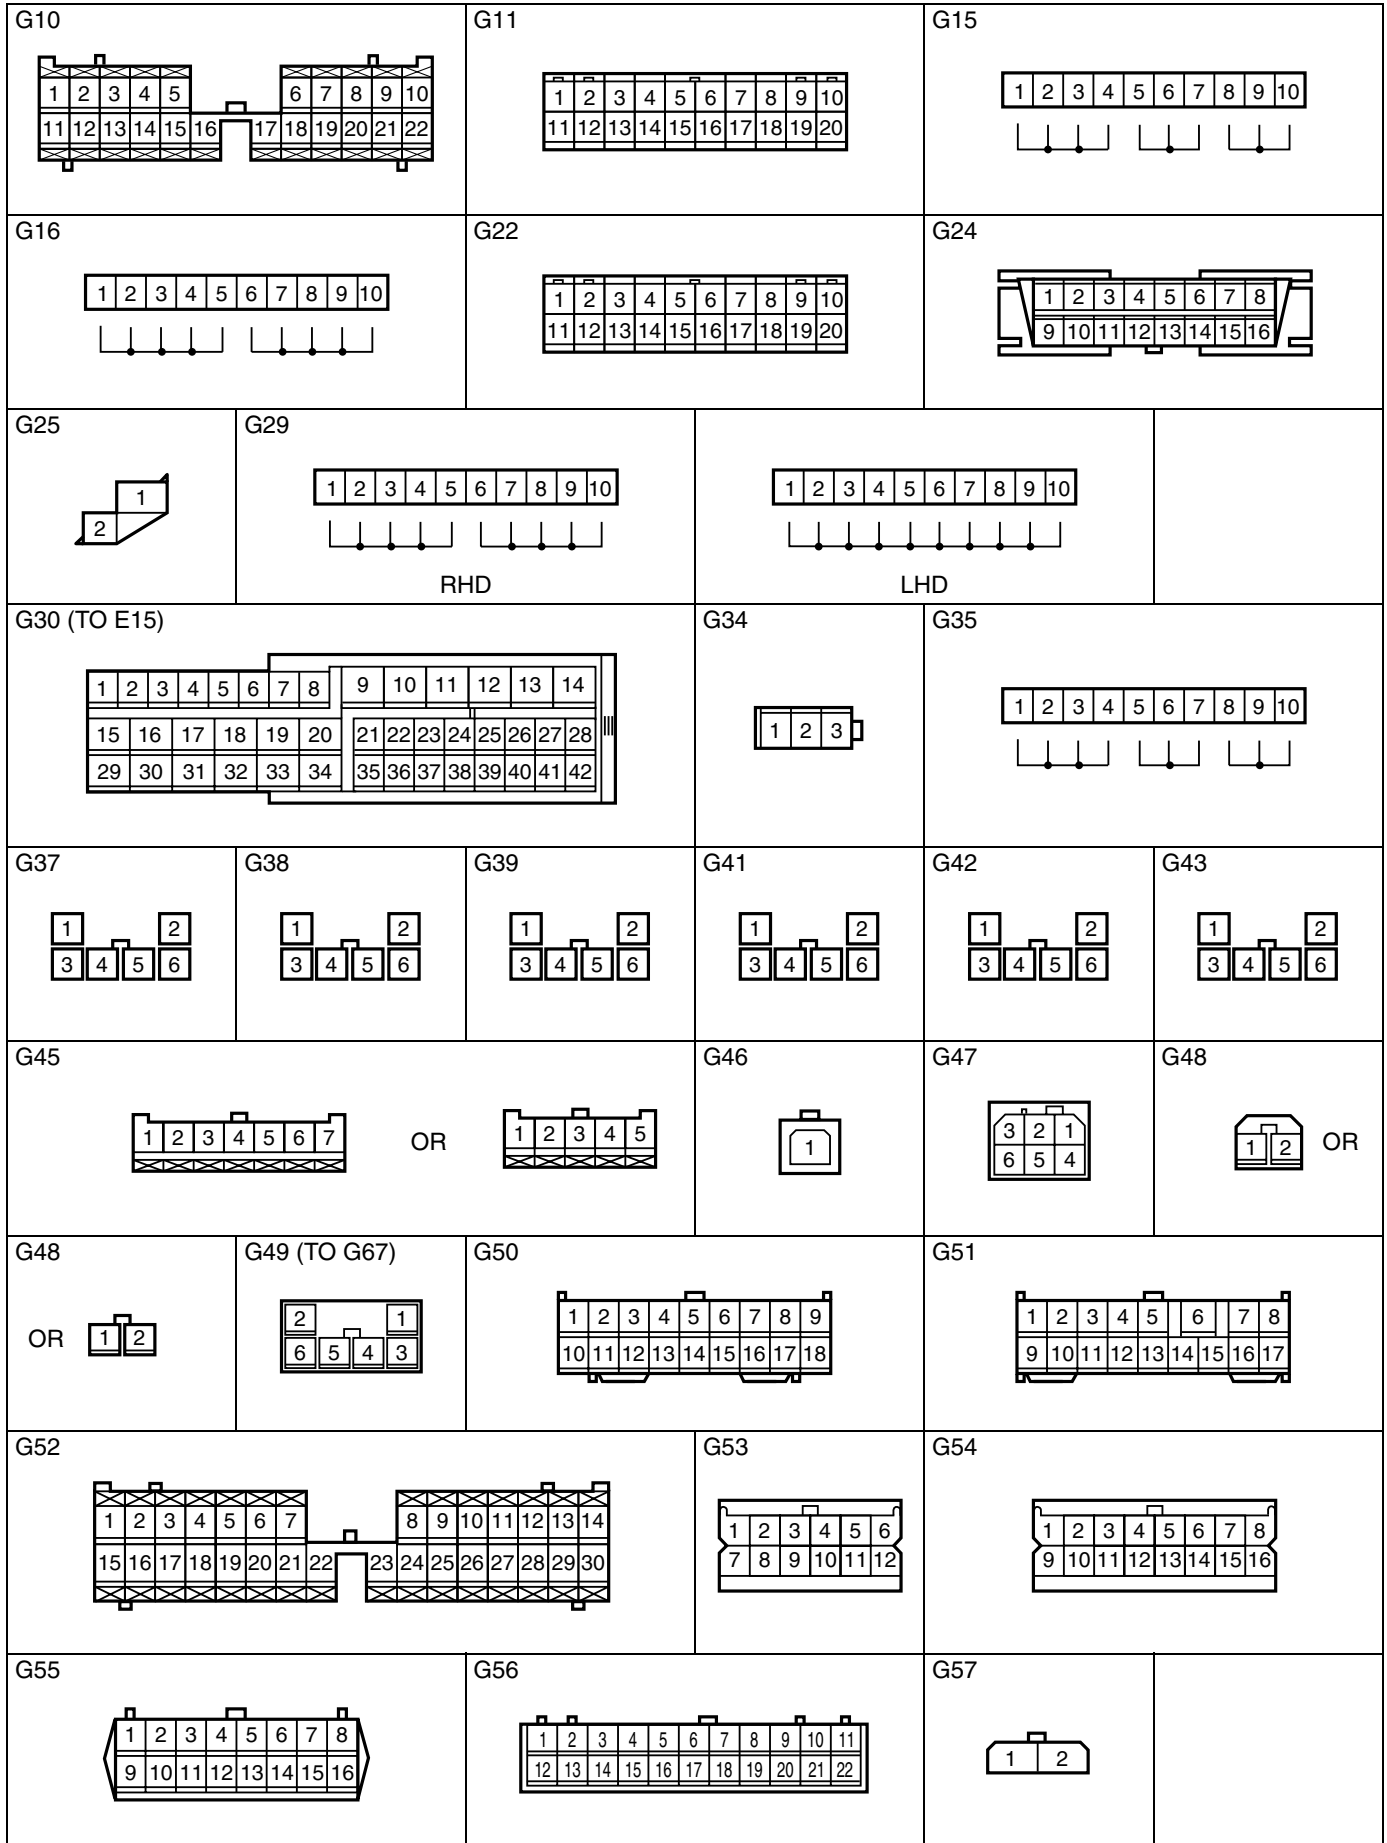 G10
1 2 3 4 5 6 7 8 9 10
11 12 13 14 15 16 17 18 19 20 21 22
G11
1 2 3 4 5 6 7 8 9 10
11 12 13 14 15 16 17 18 19 20
G15
1 2 3 4 5 6 7 8 9 10
G16
1 2 3 4 5 6 7 8 9 10
G22
1 2 3 4 5 6 7 8 9 10
11 12 13 14 15 16 17 18 19 20
G24
1 2 3 4 5 6 7 8
9 10 11 12 13 14 15 16
G25
1
2
G29
1 2 3 4 5 6 7 8 9 10
RHD
1 2 3 4 5 6 7 8 9 10
LHD
G30 (TO E15)
1 2 3 4 5 6 7 8 9 10 11 12 13 14
15 16 17 18 19 20 21 22 23 24 25 26 27 28
29 30 31 32 33 34 35 36 37 38 39 40 41 42
G34
1 2 3
G35
1 2 3 4 5 6 7 8 9 10
G37
1 2
3 4 5 6
G38
1 2
3 4 5 6
G39
1 2
3 4 5 6
G41
1 2
3 4 5 6
G42
1 2
3 4 5 6
G43
1 2
3 4 5 6
G45
1 2 3 4 5 6 7 OR 1 2 3 4 5
G46
1
G47
3 2 1
6 5 4
G48
1 2 OR
G48
OR 1 2
G49 (TO G67)
2 1
6 5 4 3
G50
1 2 3 4 5 6 7 8 9
10 11 12 13 14 15 16 17 18
G51
1 2 3 4 5 6 7 8
9 10 11 12 13 14 15 16 17
G52
1 2 3 4 5 6 7 8 9 10 11 12 13 14
15 16 17 18 19 20 21 22 23 24 25 26 27 28 29 30
G53
1 2 3 4 5 6
7 8 9 10 11 12
G54
1 2 3 4 5 6 7 8
9 10 11 12 13 14 15 16
G55
1 2 3 4 5 6 7 8
9 10 11 12 13 14 15 16
G56
1 2 3 4 5 6 7 8 9 10 11
12 13 14 15 16 17 18 19 20 21 22
G57
1 2